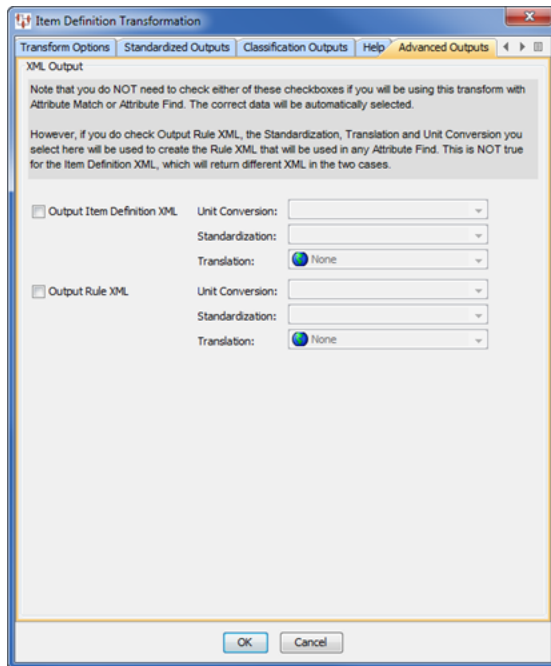 Item Definition Transformation
Transform Options Standardized Outputs Classification Outputs Help Advanced Outputs
XML Output
Note that you do NOT need to check either of these checkboxes if you will be using this transform with
Attribute Match or Attribute Find. The correct data will be automatically selected.
However, if you do check Output Rule XML, the Standardization, Translation and Unit Conversion you
select here will be used to create the Rule XML that will be used in any Attribute Find. This is NOT true
for the Item Definition XML, which will return different XML in the two cases.
Output Item Definition XML Unit Conversion:
Standardization:
Translation: None
Output Rule XML Unit Conversion:
Standardization:
Translation: None
OK Cancel